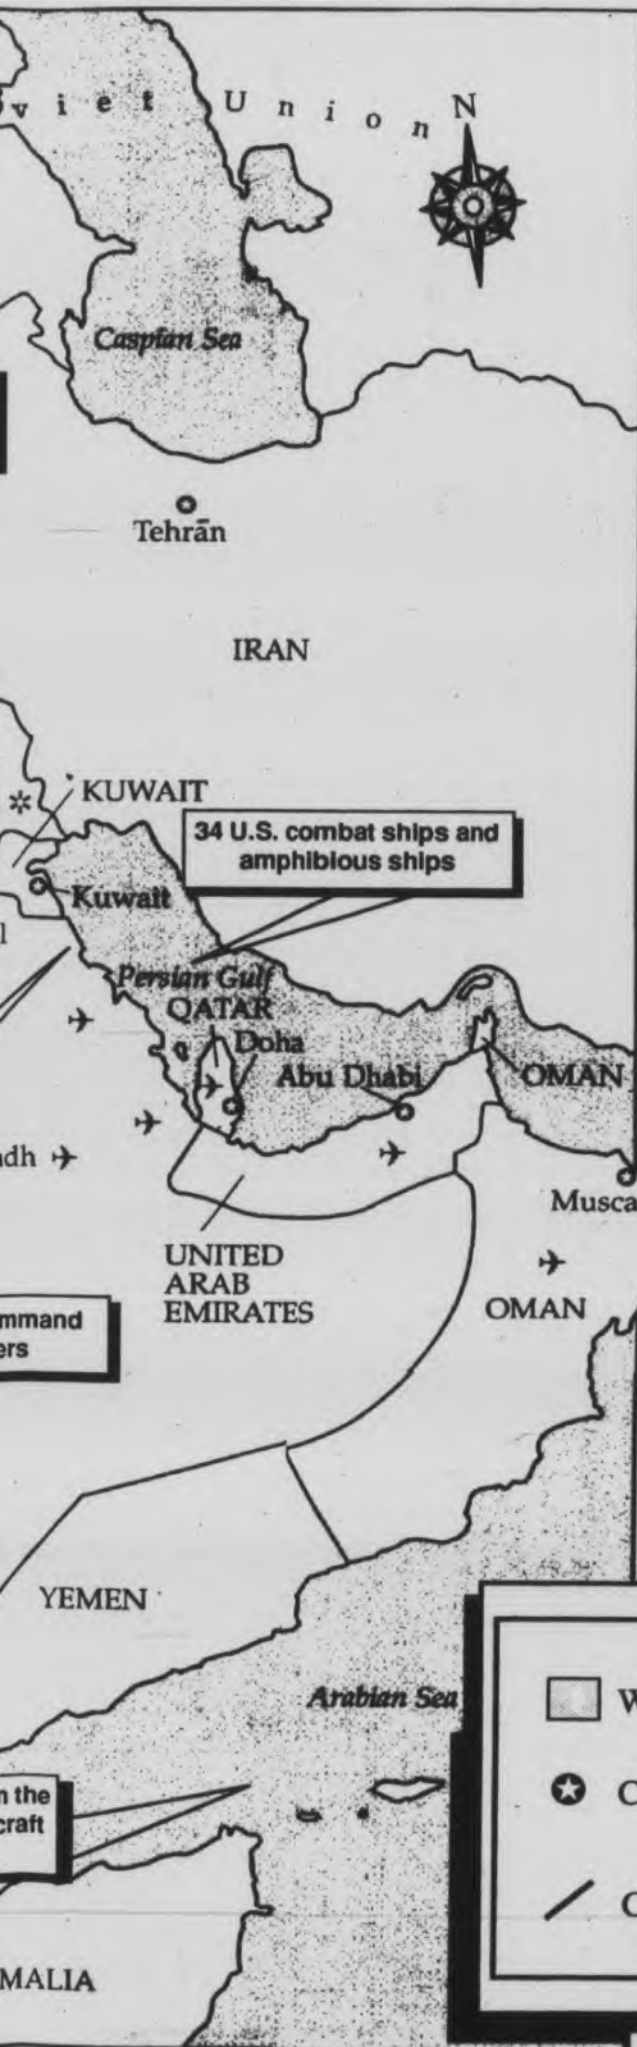 viet Union
N
Caspian Sea
Tehrān
IRAN
KUWAIT
34 U.S. combat ships and
amphibious ships
Kuwait
Persian Gulf
QATAR
Doha
Abu Dhabi
OMAN
adh
Musca
UNITED
ARAB
EMIRATES
OMAN
mmand
ers
YEMEN
Arabian Sea
W
n the
craft
C
C
MALIA